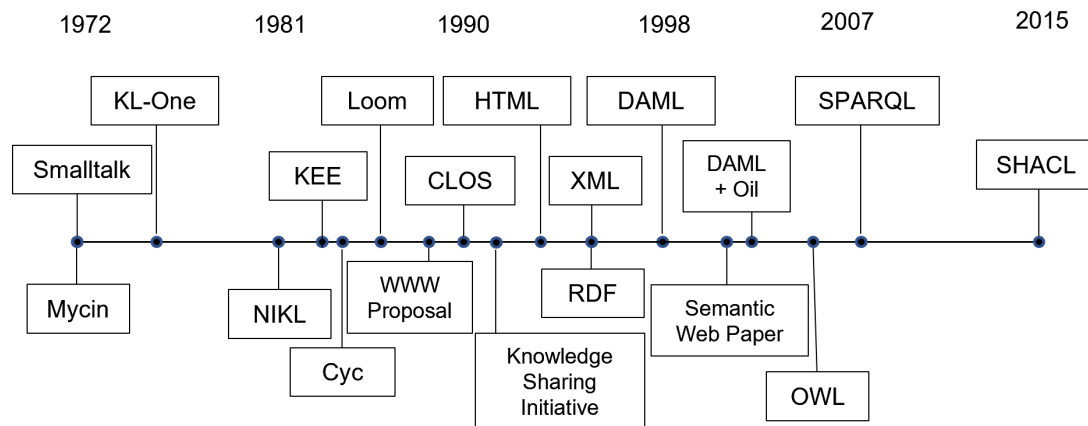 1972
1981
1990
1998
2007
2015
KL-One
Loom
HTML
DAML
SPARQL
Smalltalk
KEE
CLOS
XML
DAML
+ Oil
SHACL
Mycin
NIKL
WWW
Proposal
RDF
Semantic
Web Paper
Cyc
Knowledge
Sharing
Initiative
OWL